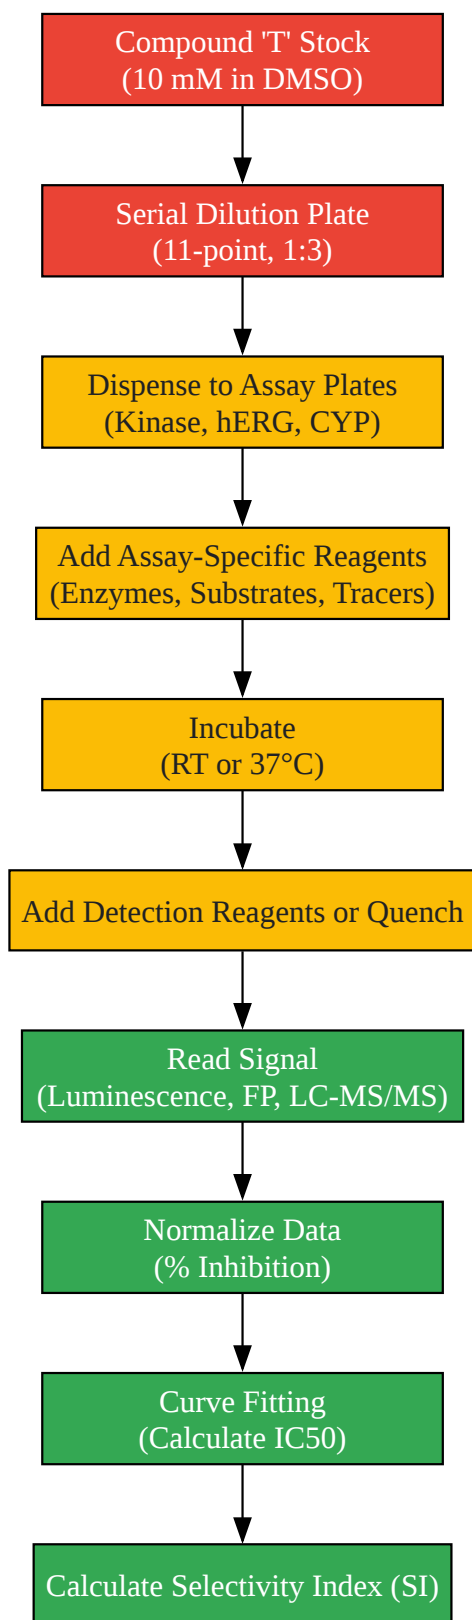 Compound 'T' Stock
(10 mM in DMSO)
Serial Dilution Plate
(11-point, 1:3)
Dispense to Assay Plates
(Kinase, hERG, CYP)
Add Assay-Specific Reagents
(Enzymes, Substrates, Tracers)
Incubate
(RT or 37°C)
Add Detection Reagents or Quench
Read Signal
(Luminescence, FP, LC-MS/MS)
Normalize Data
(% Inhibition)
Curve Fitting
(Calculate IC50)
Calculate Selectivity Index (SI)